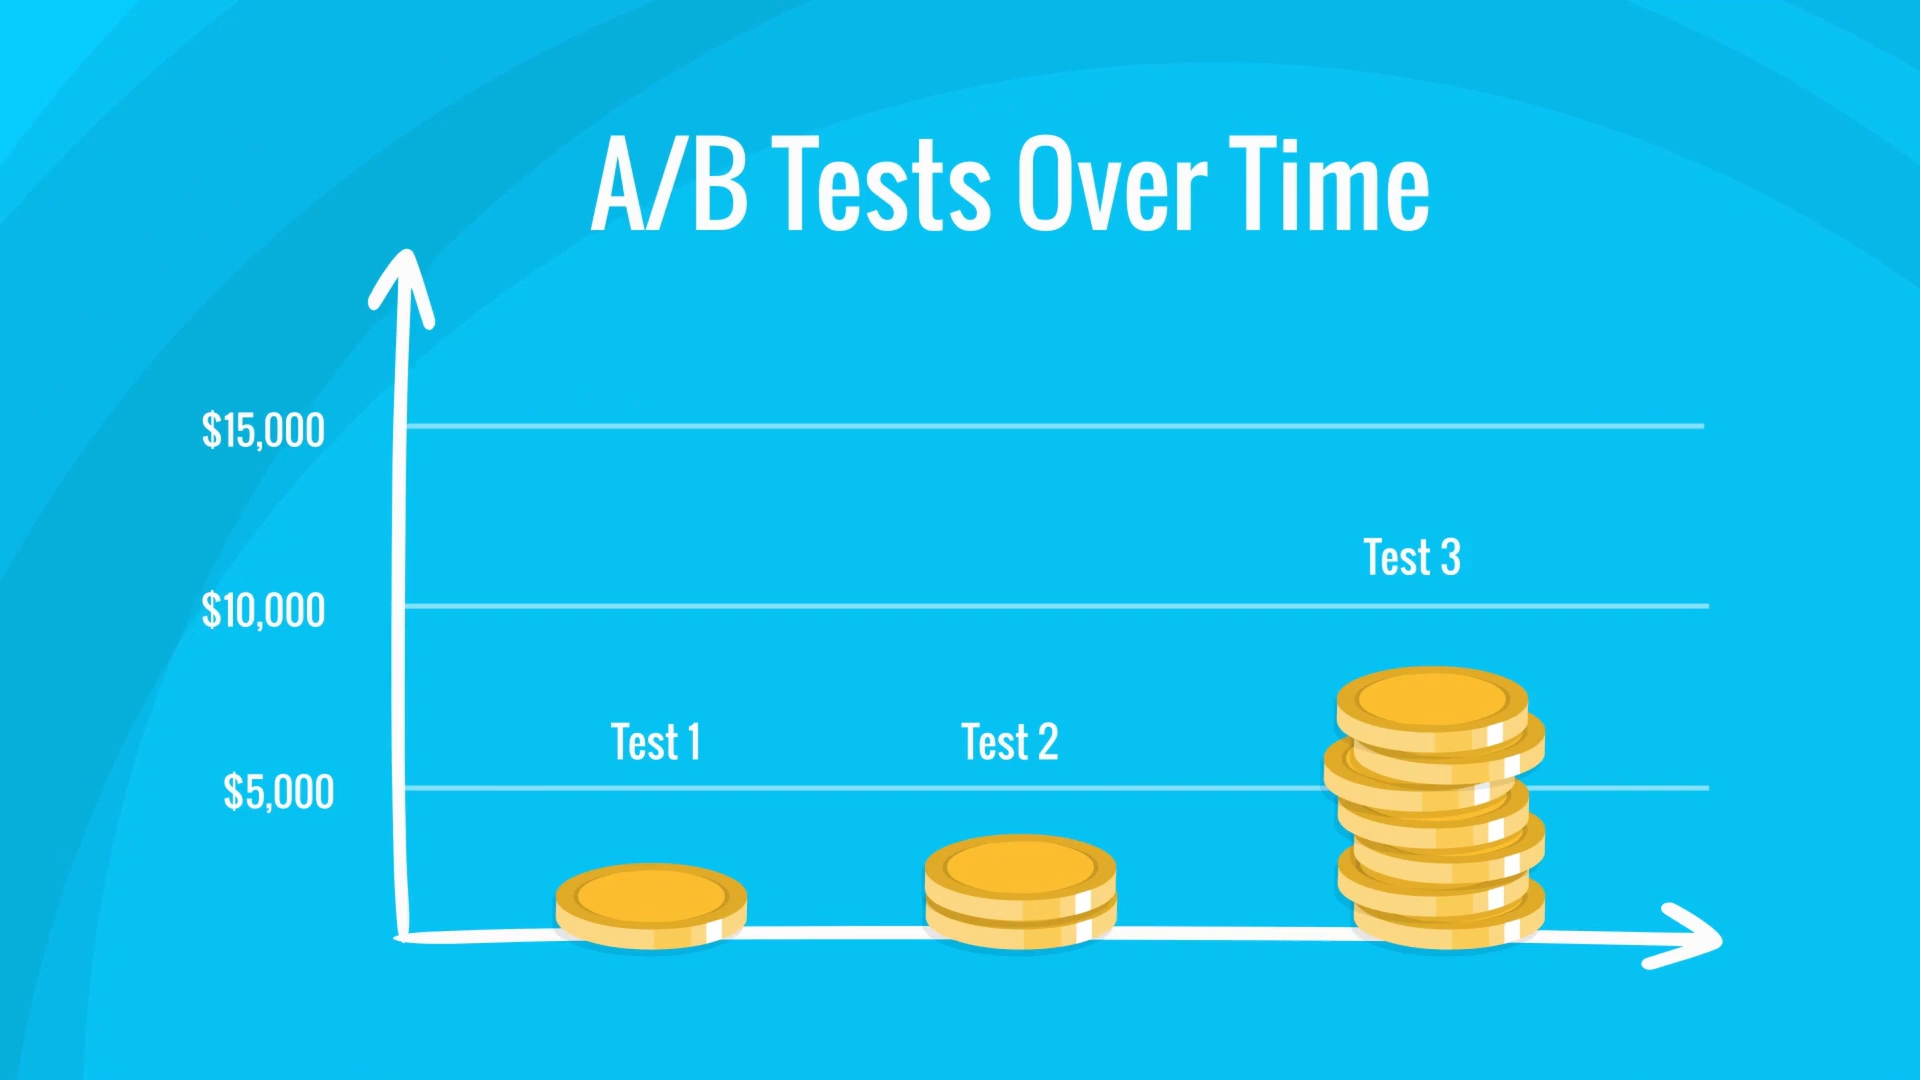 A/B Tests Over Time
$15,000
Test 3
$10,000
Test 1
Test 2
$5,000